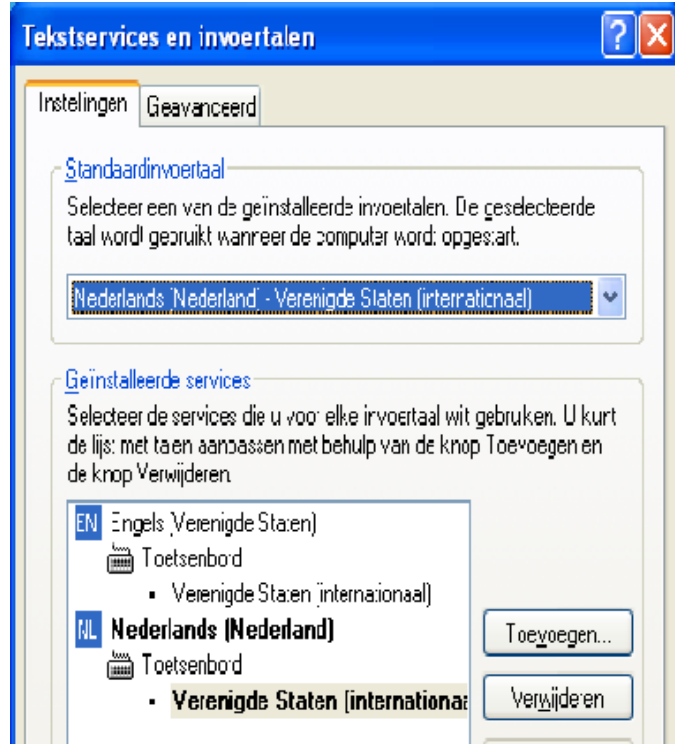 Tekstservices en invoertalen
Instelingen Geavanceerd
Standaardinvoertaal
Selecteer een van de geïnstalleerde invoertalen. De geselecteerde
taal wordt gebruikt wanneer de computer wordt opgestart.
Nederlands (Nederland) - Verenigde Staten (internationaal)
Geïnstalleerde services
Selecteer de services die u voor elke invoertaal wilt gebruiken. U kunt
de lijst met talen aanpassen met behulp van de knop Toevoegen en
de knop Verwijderen.
EN Engels (Verenigde Staten)
Toetsenbord
• Verenigde Staten (internationaal)
NL Nederlands (Nederland)
Toevoegen...
Toetsenbord
• Verenigde Staten (internationaa
Verwijderen